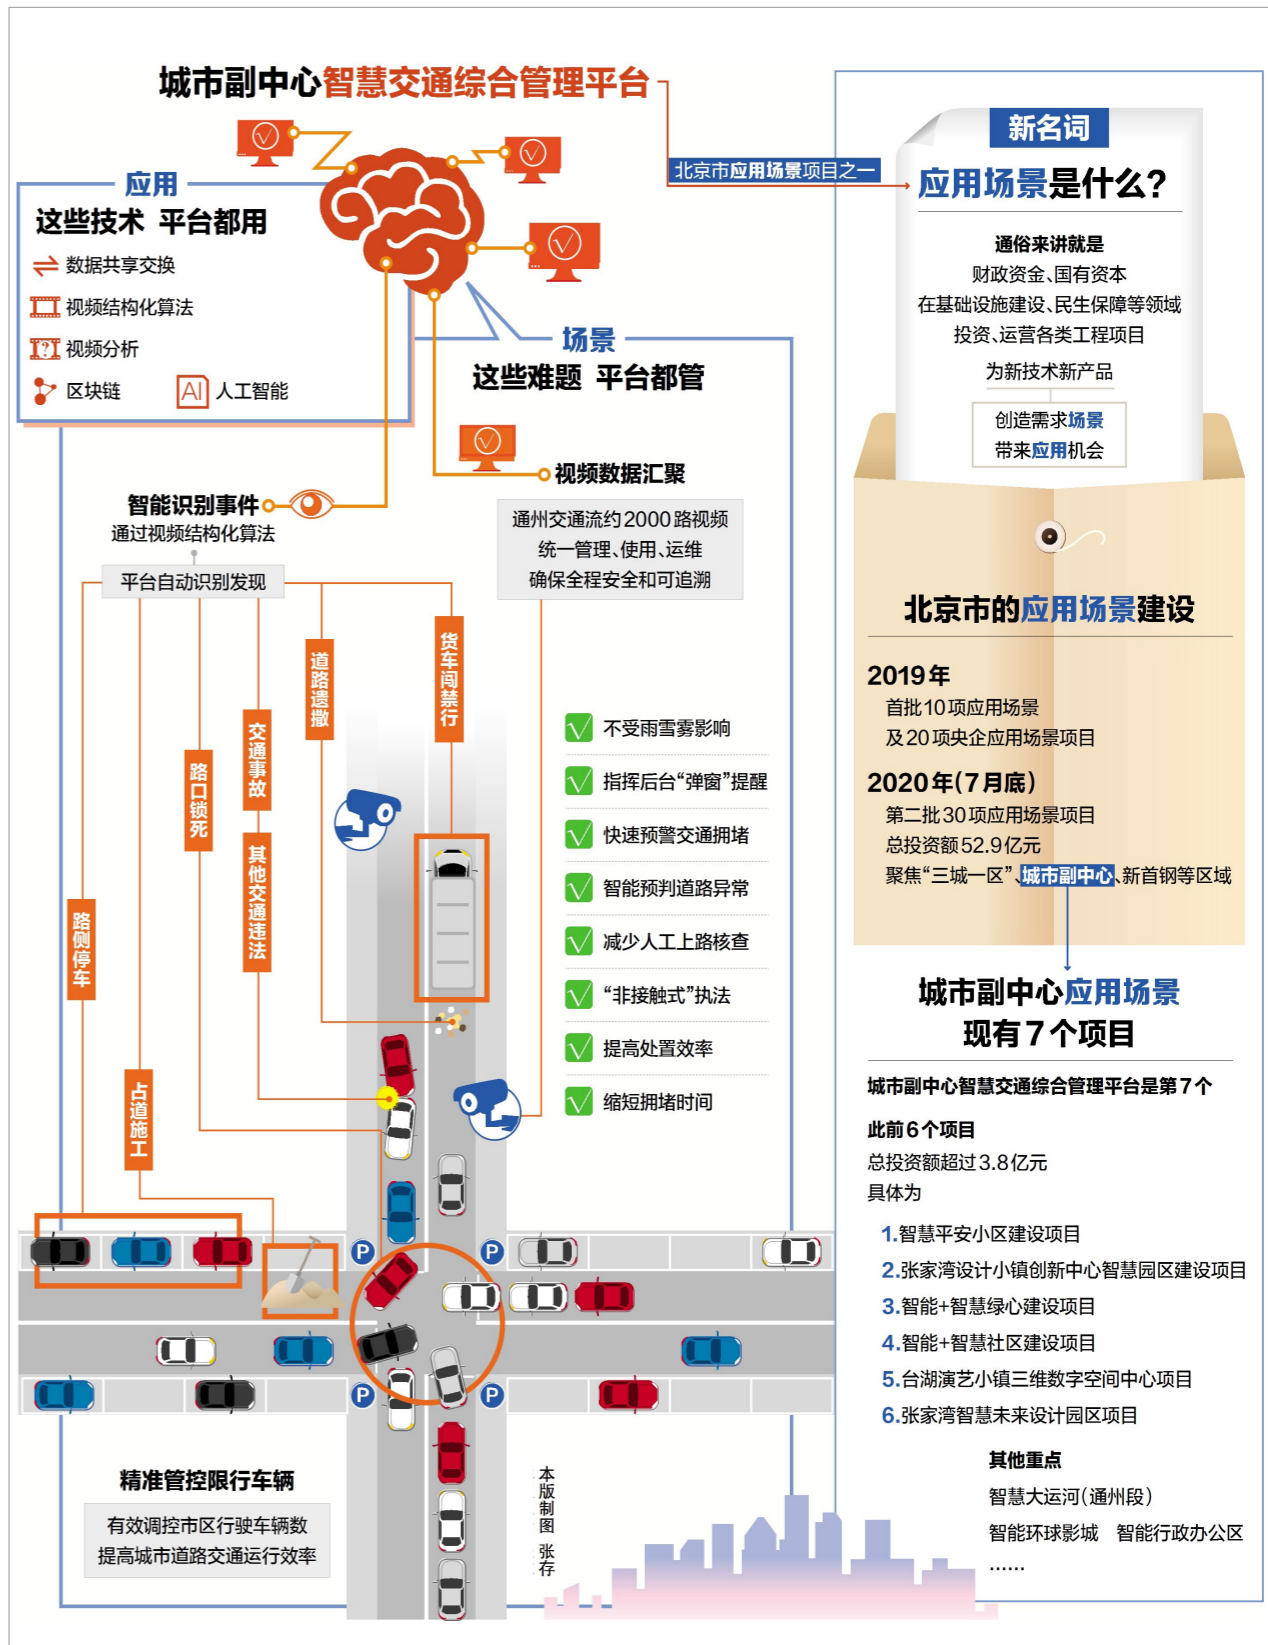 城市副中心智慧交通综合管理平台
北京市应用场景项目之一
应用
这些技术 平台都用
数据共享交换
视频结构化算法
视频分析
区块链
AI 人工智能
场景
这些难题 平台都管
智能识别事件
通过视频结构化算法
平台自动识别发现
路侧停车
占道施工
路口锁死
交通事故
其他交通违法
道路遗撒
货车闯禁行
视频数据汇聚
通州交通流约2000路视频
统一管理、使用、运维
确保全程安全和可追溯
不受雨雪雾影响
指挥后台“弹窗”提醒
快速预警交通拥堵
智能预判道路异常
减少人工上路核查
“非接触式”执法
提高处置效率
缩短拥堵时间
P
P
P
P
精准管控限行车辆
有效调控市区行驶车辆数
提高城市道路交通运行效率
本版制图 张存
新名词
应用场景是什么?
通俗来讲就是
财政资金、国有资本
在基础设施建设、民生保障等领域
投资、运营各类工程项目
为新技术新产品
创造需求场景
带来应用机会
北京市的应用场景建设
2019年
首批10项应用场景
及20项央企应用场景项目
2020年(7月底)
第二批30项应用场景项目
总投资额52.9亿元
聚焦“三城一区”、城市副中心、新首钢等区域
城市副中心应用场景
现有7个项目
城市副中心智慧交通综合管理平台是第7个
此前6个项目
总投资额超过3.8亿元
具体为
1.智慧平安小区建设项目
2.张家湾设计小镇创新中心智慧园区建设项目
3.智能+智慧绿心建设项目
4.智能+智慧社区建设项目
5.台湖演艺小镇三维数字空间中心项目
6.张家湾智慧未来设计园区项目
其他重点
智慧大运河(通州段)
智能环球影城 智能行政办公区
……